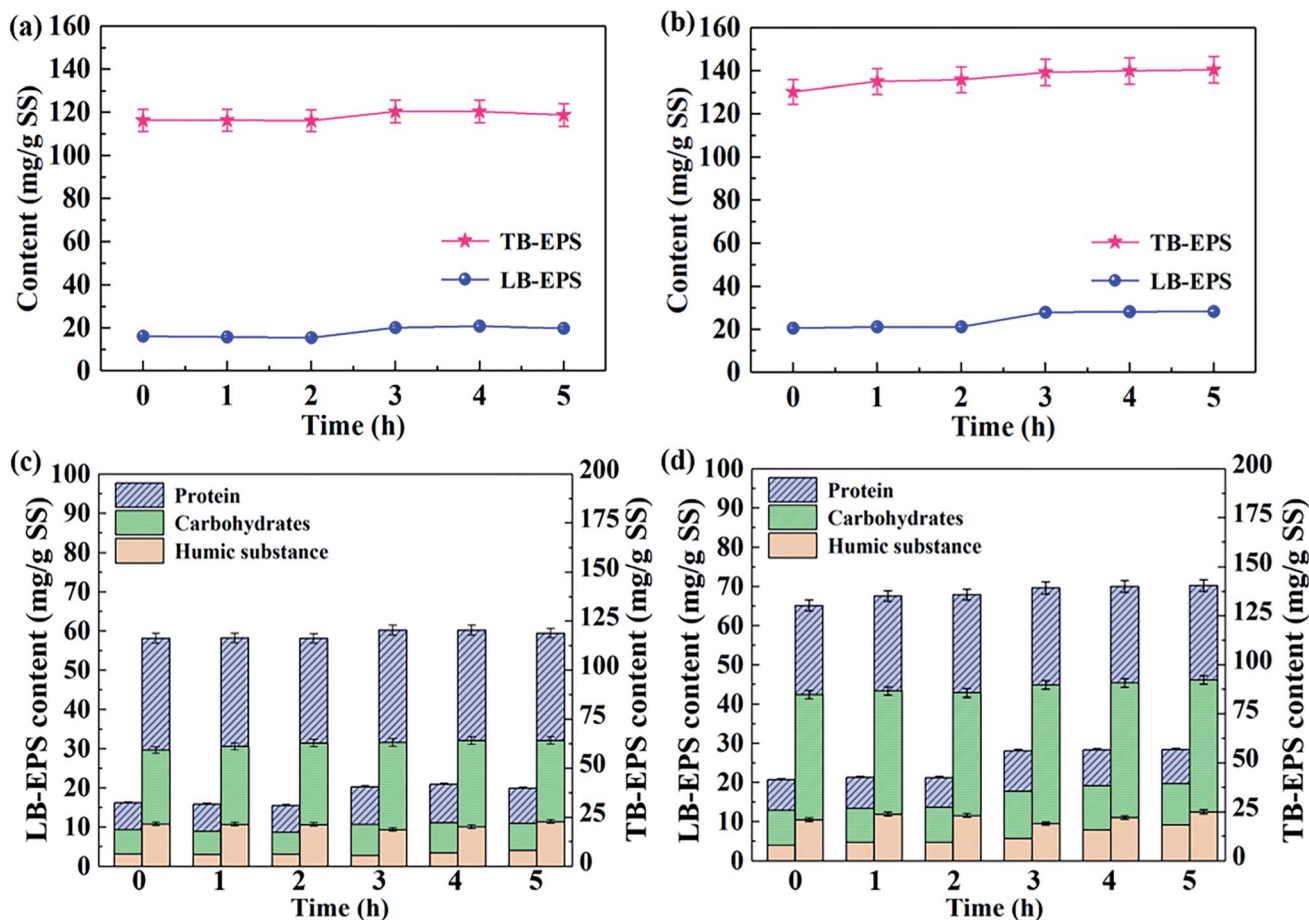 (a)
160
140
120
100
80
60
40
20
0
Content (mg/g SS)
TB-EPS
LB-EPS
0 1 2 3 4 5
Time (h)
(b)
160
140
120
100
80
60
40
20
0
Content (mg/g SS)
TB-EPS
LB-EPS
0 1 2 3 4 5
Time (h)
(c)
100
90
80
70
60
50
40
30
20
10
0
LB-EPS content (mg/g SS)
Protein
Carbohydrates
Humic substance
200
175
150
125
100
75
50
25
0
TB-EPS content (mg/g SS)
0 1 2 3 4 5
Time (h)
(d)
100
90
80
70
60
50
40
30
20
10
0
LB-EPS content (mg/g SS)
Protein
Carbohydrates
Humic substance
200
175
150
125
100
75
50
25
0
TB-EPS content (mg/g SS)
0 1 2 3 4 5
Time (h)